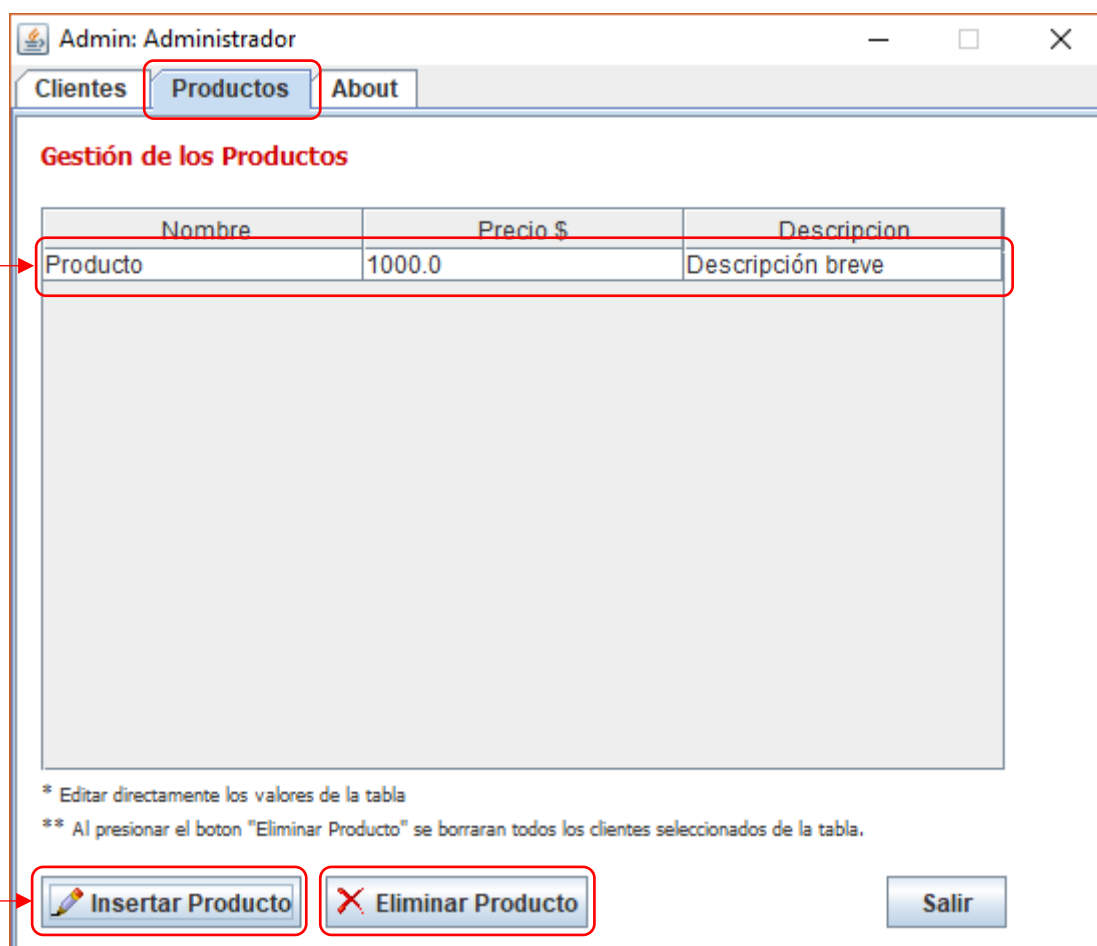 Admin: Administrador
Clientes Productos About
Gestión de los Productos
Nombre Precio $ Descripcion
Producto 1000.0 Descripción breve
* Editar directamente los valores de la tabla
** Al presionar el boton "Eliminar Producto" se borraran todos los clientes seleccionados de la tabla.
Insertar Producto Eliminar Producto Salir